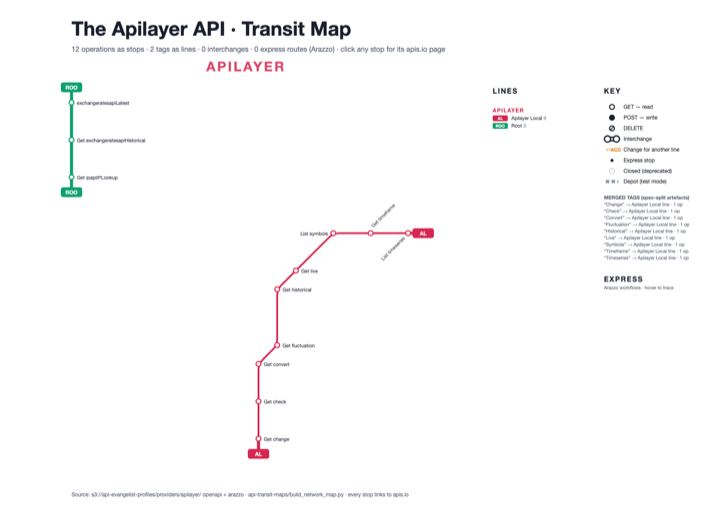 The Apilayer API · Transit Map
12 operations as stops · 2 tags as lines · 0 interchanges · 0 express routes (Arazzo) · click any stop for its apis.io page
APILAYER
ROO
exchangeratesapiLatest
Get exchangeratesapiHistorical
Get ipapiIPLookup
ROO
Get timeframe
List symbols
AL
List timeseries
Get live
Get historical
Get fluctuation
Get convert
Get check
Get change
AL
LINES
APILAYER
AL Apilayer Local 9
ROO Root 3
KEY
GET — read
POST — write
DELETE
Interchange
Change for another line
Express stop
Closed (deprecated)
Depot (test mode)
MERGED TAGS (spec-split artefacts)
"Change" → Apilayer Local line · 1 op
"Check" → Apilayer Local line · 1 op
"Convert" → Apilayer Local line · 1 op
"Fluctuation" → Apilayer Local line · 1 op
"Historical" → Apilayer Local line · 1 op
"Live" → Apilayer Local line · 1 op
"Symbols" → Apilayer Local line · 1 op
"Timeframe" → Apilayer Local line · 1 op
"Timeseries" → Apilayer Local line · 1 op
EXPRESS
Arazzo workflows · hover to trace
Source: s3://api-evangelist-profiles/providers/apilayer/ openapi + arazzo · api-transit-maps/build_network_map.py · every stop links to apis.io